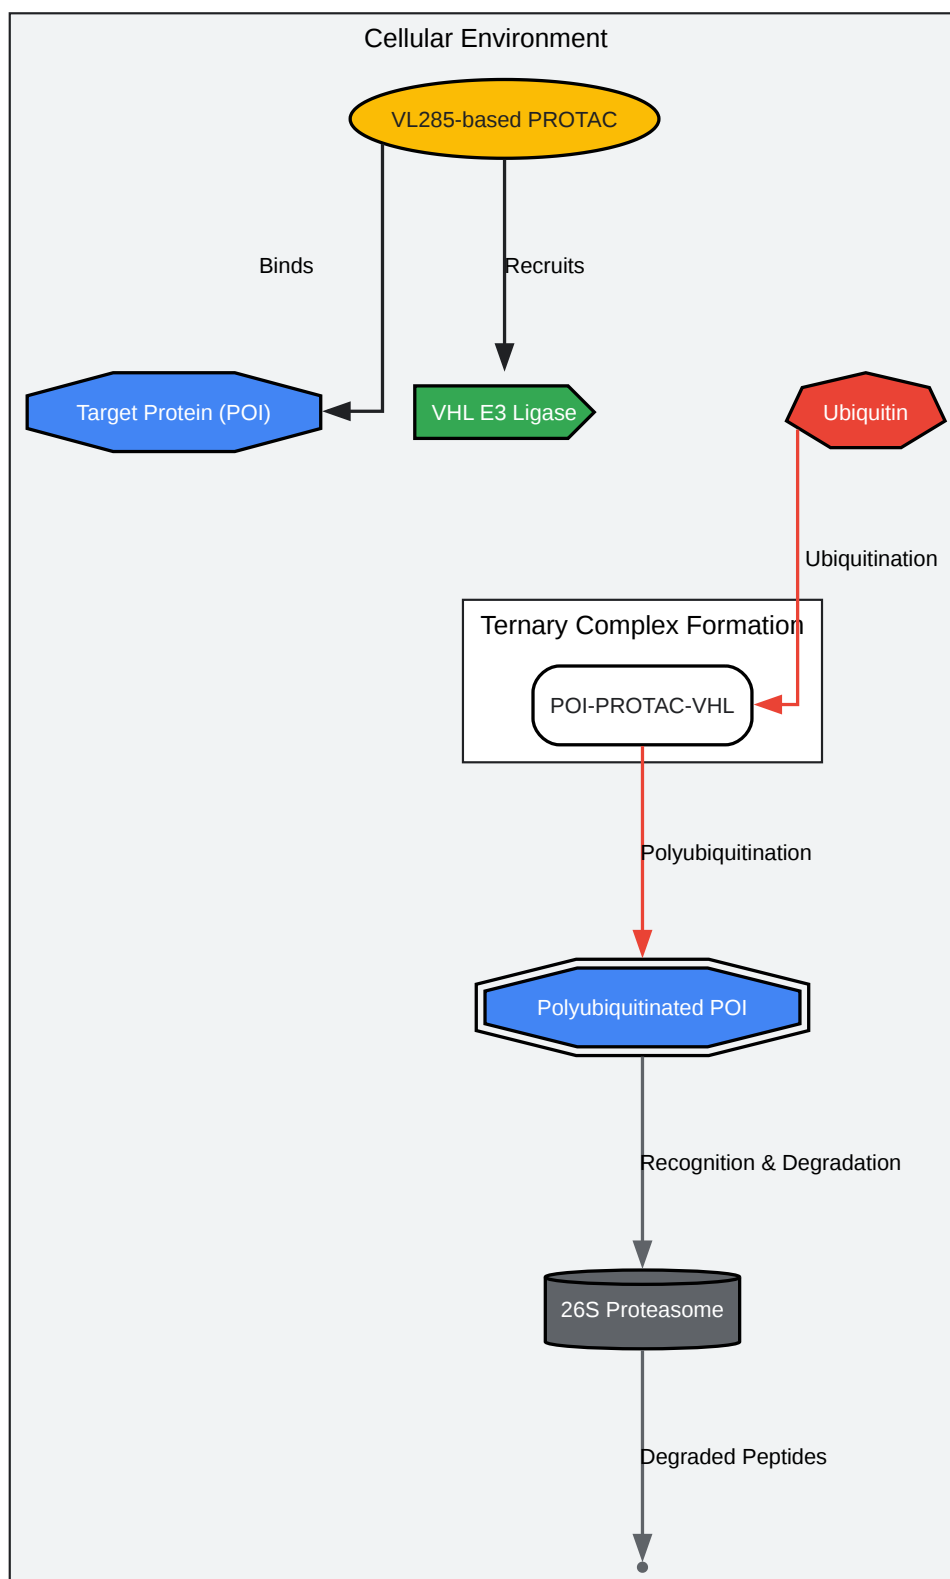 Cellular Environment
VL285-based PROTAC
Binds
Recruits
Target Protein (POI)
VHL E3 Ligase
Ubiquitin
Ubiquitination
Ternary Complex Formation
POI-PROTAC-VHL
Polyubiquitination
Polyubiquitinated POI
Recognition & Degradation
26S Proteasome
Degraded Peptides